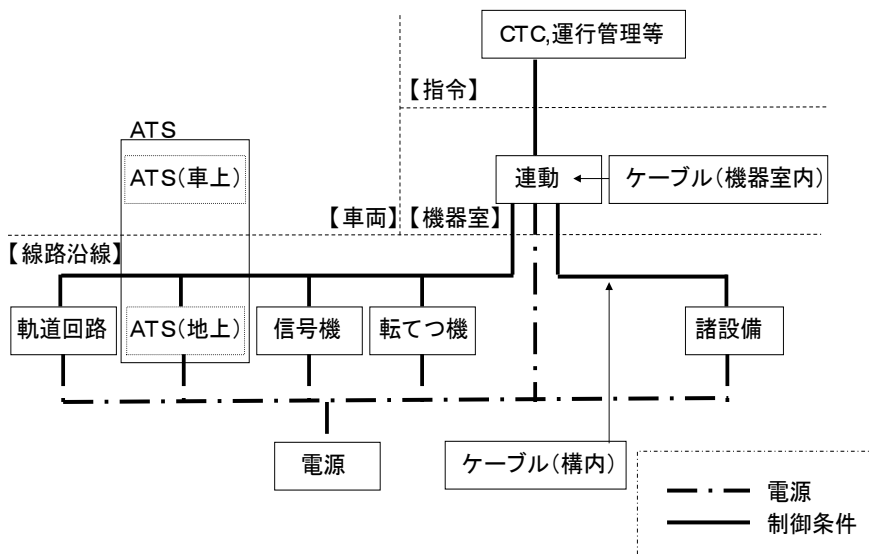 CTC,運行管理等
【指令】
ATS
ATS(車上)
連動
ケーブル(機器室内)
【車両】
【機器室】
【線路沿線】
軌道回路
ATS(地上)
信号機
転てつ機
諸設備
電源
ケーブル(構内)
電源
制御条件